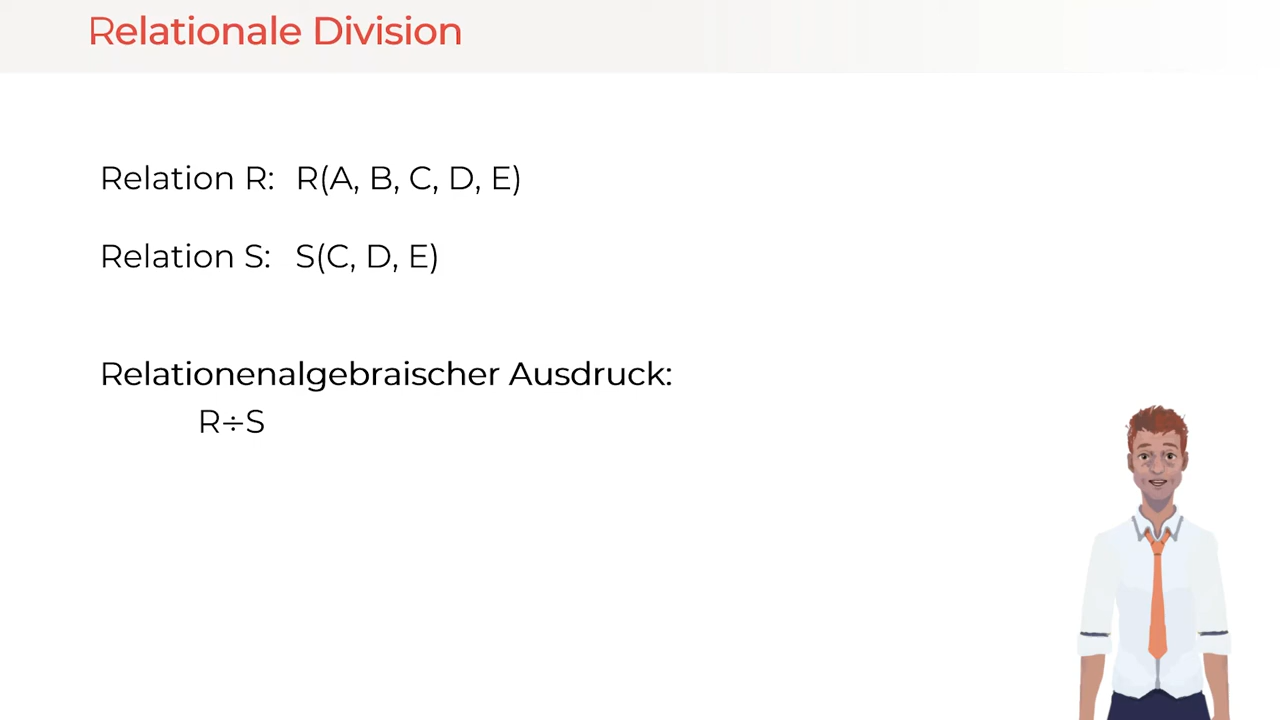 Relationale Division
Relation R: R(A, B, C, D, E)
Relation S: S(C, D, E)
Relationenalgebraischer Ausdruck:
R÷S